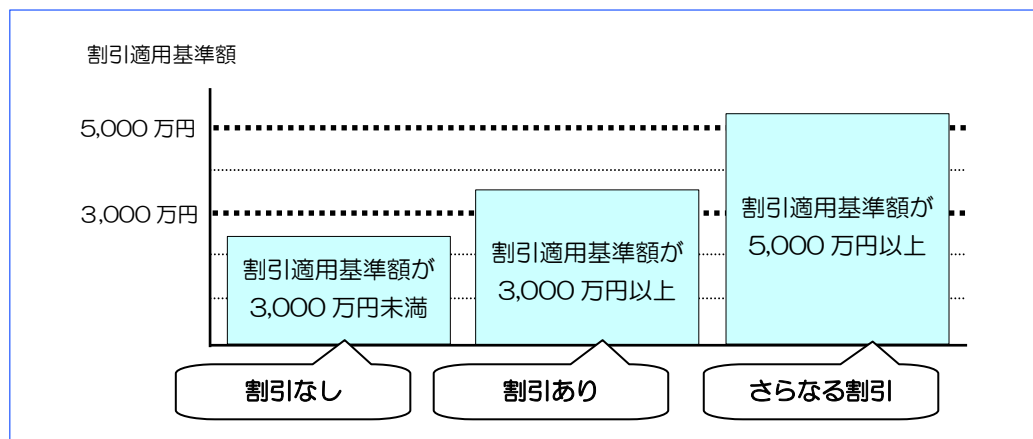 割引適用基準額
5,000 万円
3,000 万円
割引適用基準額が
3,000 万円未満
割引適用基準額が
3,000 万円以上
割引適用基準額が
5,000 万円以上
割引なし
割引あり
さらなる割引